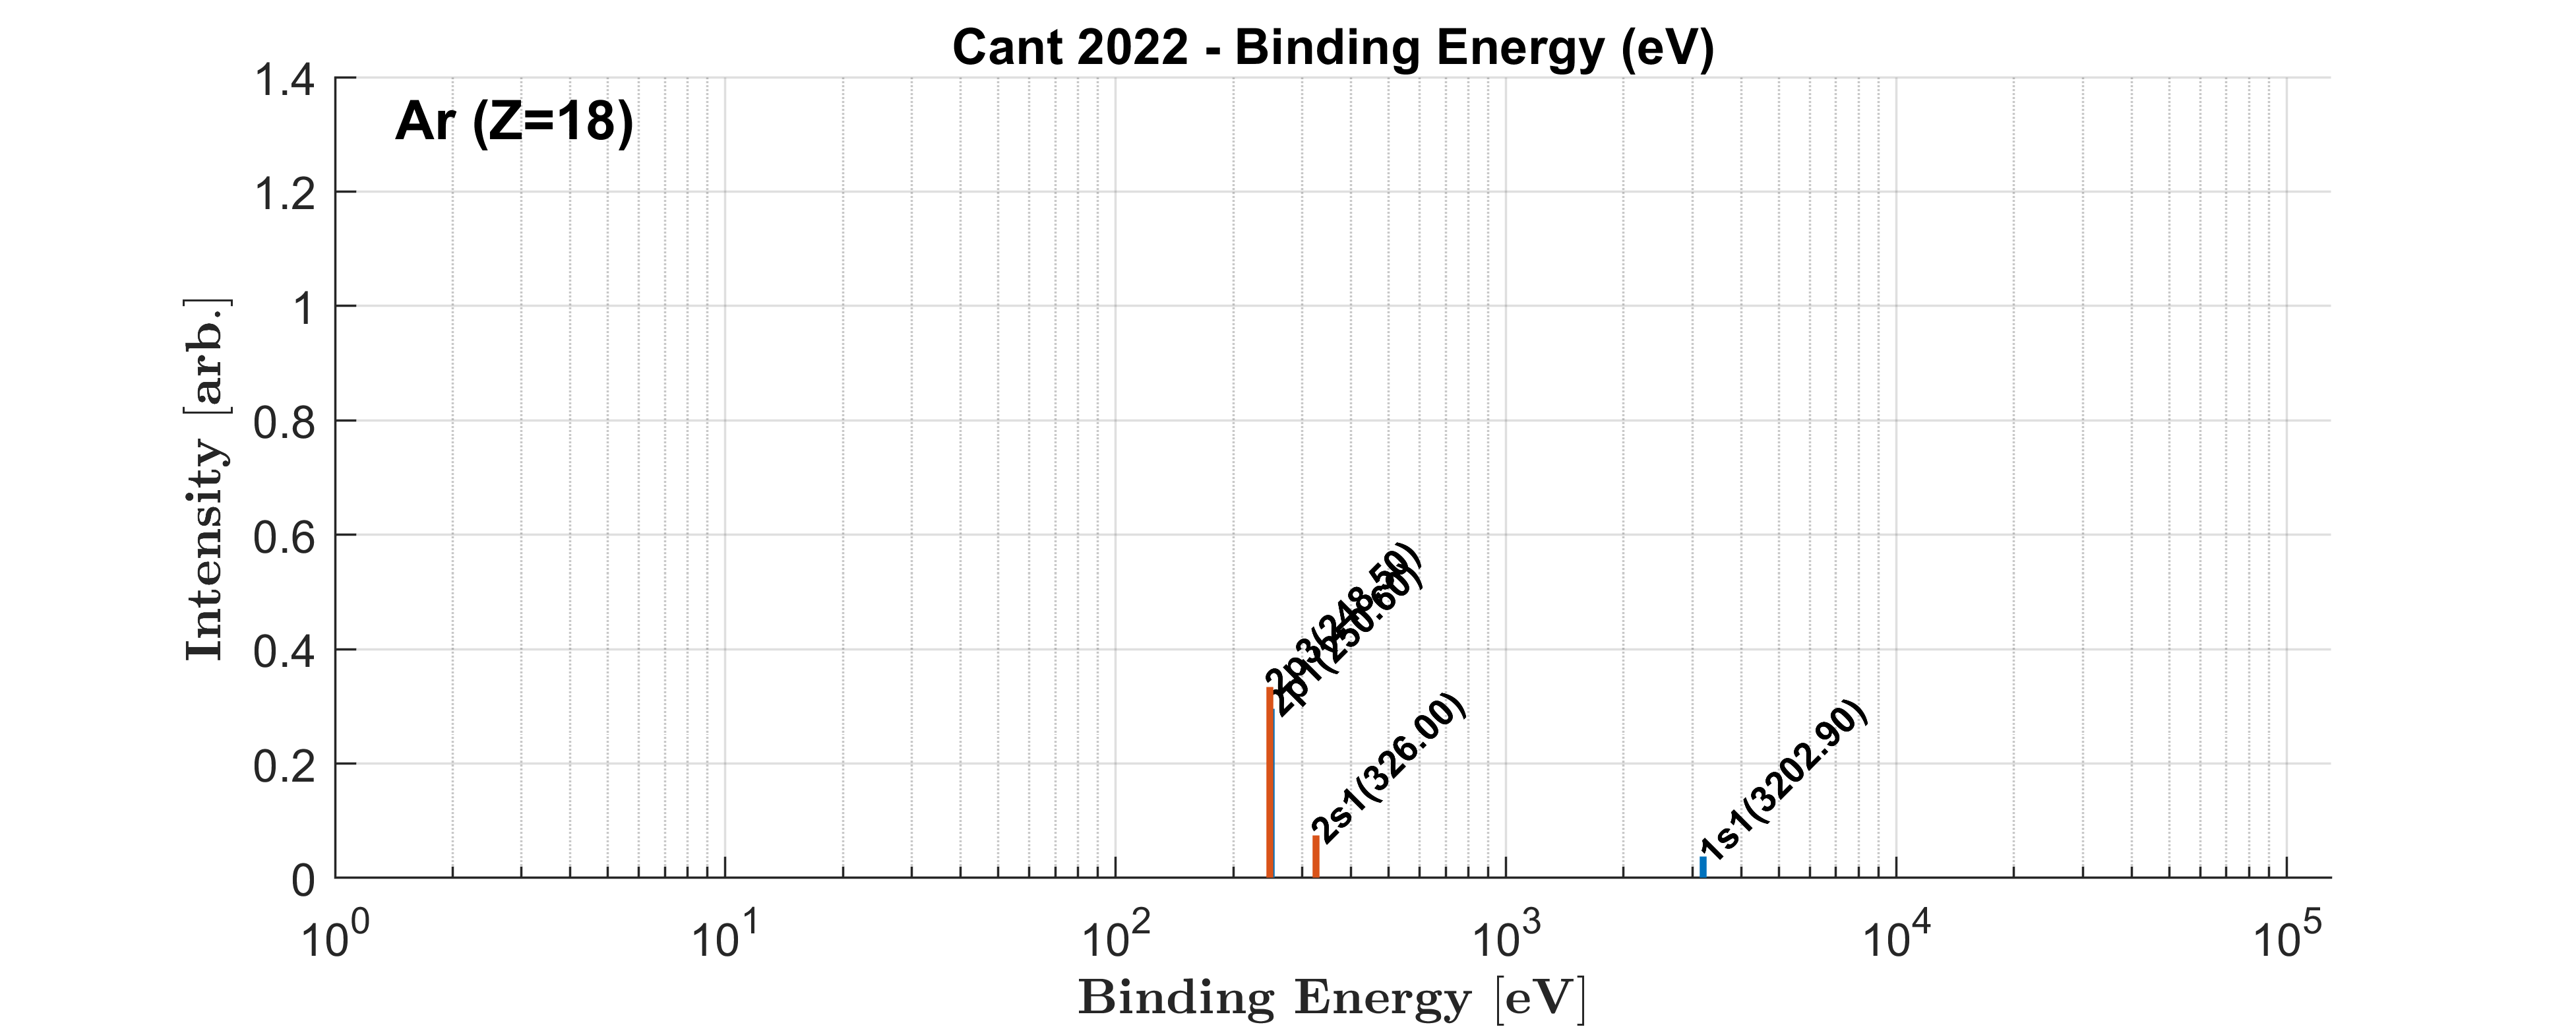 Cant 2022 - Binding Energy (eV)
Ar (Z=18)
Intensity [arb.]
1.4
1.2
1
0.8
0.6
0.4
0.2
0
2p3(248.50)
2p1(250.60)
2s1(326.00)
1s1(3202.90)
10^0
10^1
10^2
10^3
10^4
10^5
Binding Energy [eV]